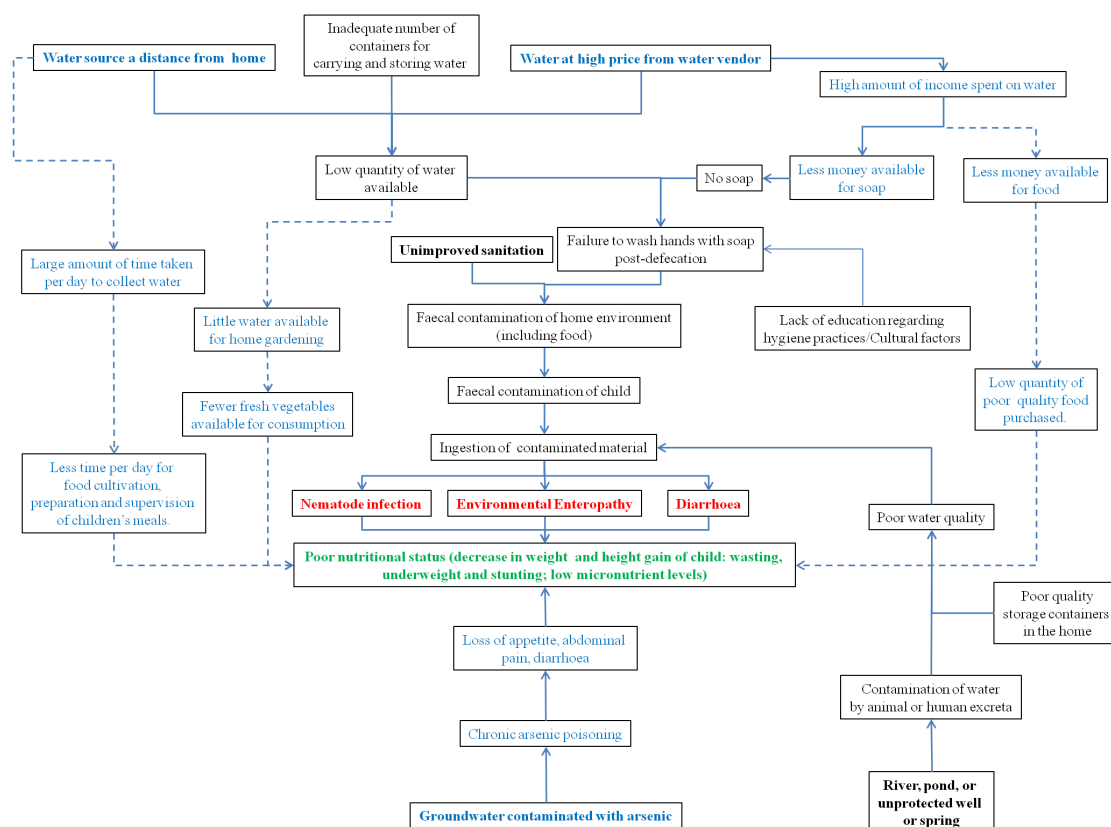 Inadequate number of
containers for
carrying and storing water
Water source a distance from home
Water at high price from water vendor
High amount of income spent on water
Low quantity of water
available
No soap
Less money available
for soap
Less money available
for food
Unimproved sanitation
Failure to wash hands with soap
post-defecation
Large amount of time taken
per day to collect water
Little water available
for home gardening
Faecal contamination of home environment
(including food)
Lack of education regarding
hygiene practices/Cultural factors
Faecal contamination of child
Low quantity of
poor quality food
purchased.
Fewer fresh vegetables
available for consumption
Ingestion of contaminated material
Less time per day for
food cultivation,
preparation and supervision
of children’s meals.
Nematode infection
Environmental Enteropathy
Diarrhoea
Poor water quality
Poor nutritional status (decrease in weight and height gain of child: wasting,
underweight and stunting; low micronutrient levels)
Poor quality
storage containers
in the home
Loss of appetite, abdominal
pain, diarrhoea
Contamination of water
by animal or human excreta
Chronic arsenic poisoning
Groundwater contaminated with arsenic
River, pond, or
unprotected well
or spring